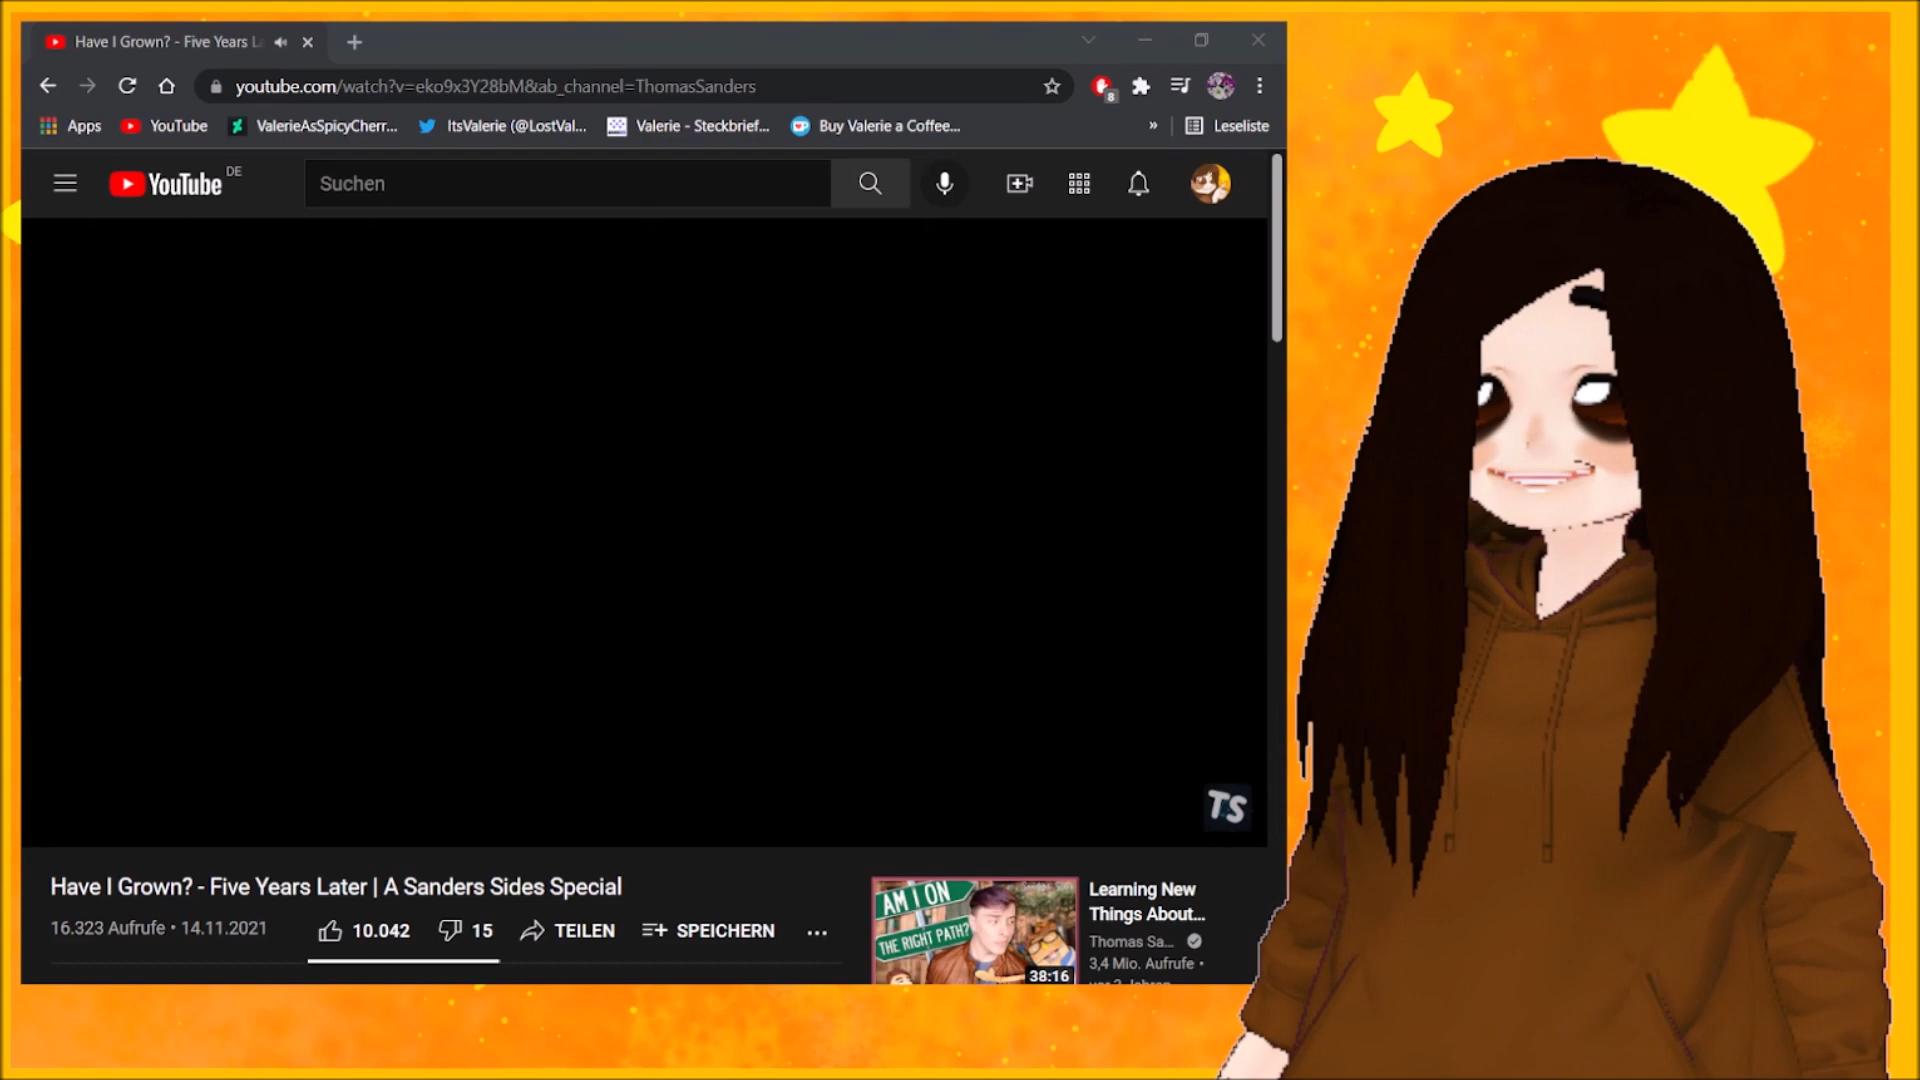 Have I Grown? - Five Years L
youtube.com/watch?v=eko9x3Y28bM&ab_channel=ThomasSanders
8
Apps YouTube ValerieAsSpicyCherr... ItsValerie (@LostVal... Valerie - Steckbrief... Buy Valerie a Coffee... » Leseliste
YouTube DE
Suchen
TS
Have I Grown? - Five Years Later | A Sanders Sides Special
16.323 Aufrufe • 14.11.2021
10.042 15 TEILEN SPEICHERN ...
AM I ON
THE RIGHT PATH?
38:16
Learning New
Things About...
Thomas Sa...
3,4 Mio. Aufrufe •